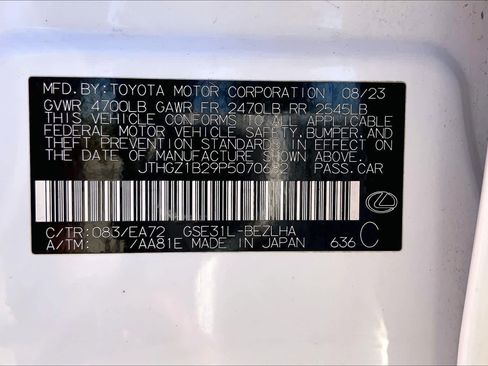 MFD. BY: TOYOTA MOTOR CORPORATION 08/23
GVWR 4700LB GAWR FR 2470LB RR 2545LB
THIS VEHICLE CONFORMS TO ALL APPLICABLE
FEDERAL MOTOR VEHICLE SAFETY, BUMPER, AND
THEFT PREVENTION STANDARDS IN EFFECT ON
THE DATE OF MANUFACTURE SHOWN ABOVE.
JTHGZ1B29P5070682 PASS. CAR
C/TR: 083/EA72 GSE31L-BEZLHA
A/TM: /AA81E MADE IN JAPAN 636 C